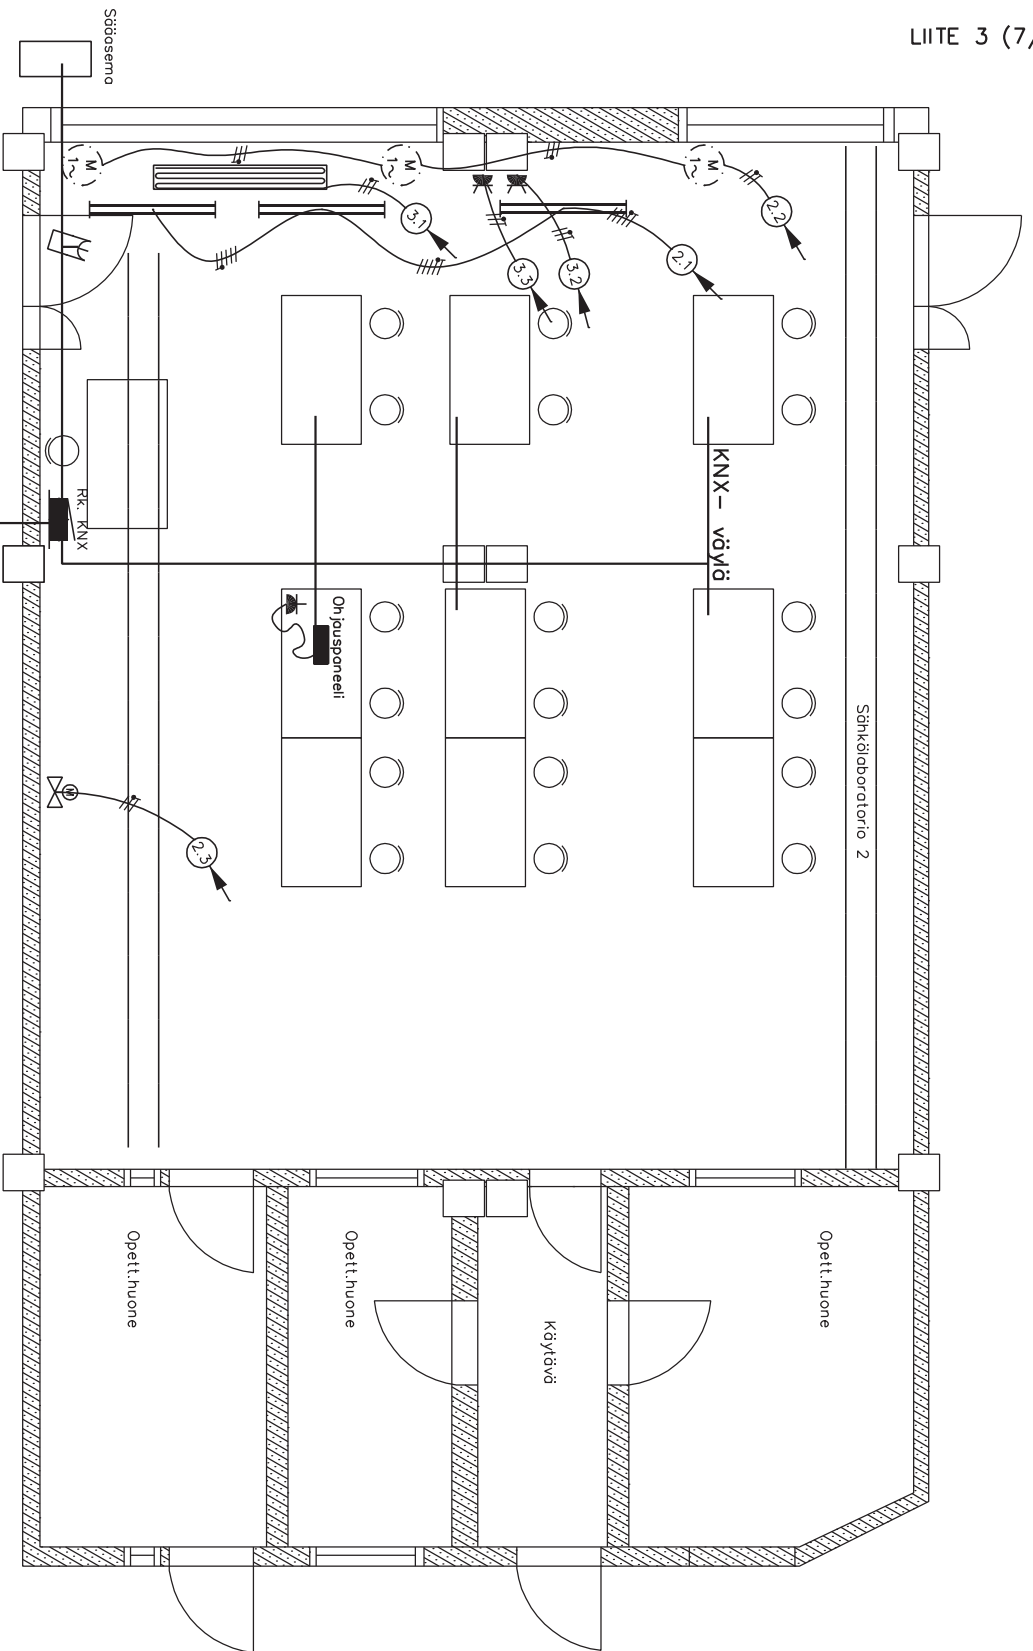 LIITE 3 (7/
Sääasema
M
1~
M
1~
M
1~
2.2
3.1
2.1
3.3
3.2
KNX- väylä
Rk. KNX
Ohjauspaneeli
Sähkölaboratorio 2
M
2.3
Opett.huone
Opett.huone
Opett.huone
Käytävä